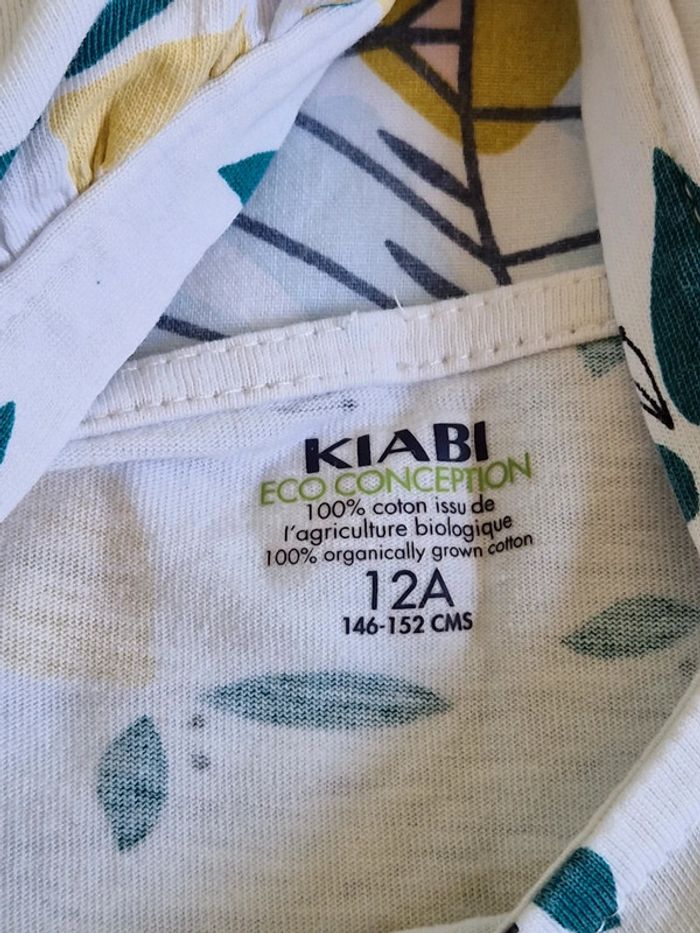 KIABI
ECO CONCEPTION
100% coton issu de
l'agriculture biologique
100% organically grown cotton
12A
146-152 CMS